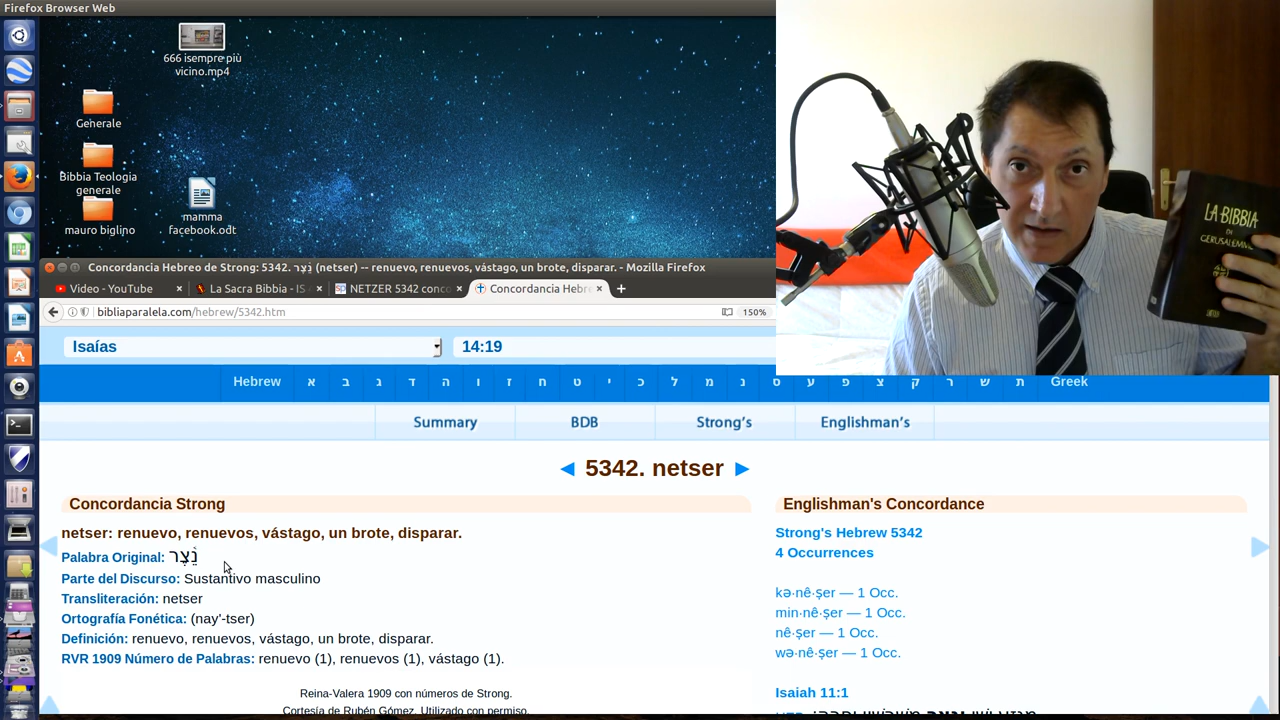 Firefox Browser Web
666 isempre più
vicino.mp4
Generale
Bibbia Teologia
generale
mauro biglino
mamma
facebook.odt
LA BIBBIA
DI
GERUSALEMME
Concordancia Hebreo de Strong: 5342. נֵ֫צֶר (netser) -- renuevo, renuevos, vástago, un brote, disparar. - Mozilla Firefox
Video - YouTube
La Sacra Bibbia - IS
NETZER 5342 conc
Concordancia Hebre
bibliaparalela.com/hebrew/5342.htm
150%
Isaías
14:19
Hebrew א ב ג ד ה ו ז ח ט י כ ל מ נ ס ע פ צ ק ר ש ת Greek
Summary BDB Strong's Englishman's
◄ 5342. netser ►
Concordancia Strong
netser: renuevo, renuevos, vástago, un brote, disparar.
Palabra Original: נֵ֫צֶר
Parte del Discurso: Sustantivo masculino
Transliteración: netser
Ortografía Fonética: (nay'-tser)
Definición: renuevo, renuevos, vástago, un brote, disparar.
RVR 1909 Número de Palabras: renuevo (1), renuevos (1), vástago (1).
Reina-Valera 1909 con números de Strong.
Cortesía de Rubén Gómez. Utilizado con permiso.
Englishman's Concordance
Strong's Hebrew 5342
4 Occurrences
kə·nê·ṣer — 1 Occ.
min·nê·ṣer — 1 Occ.
nê·ṣer — 1 Occ.
wə·nê·ṣer — 1 Occ.
Isaiah 11:1